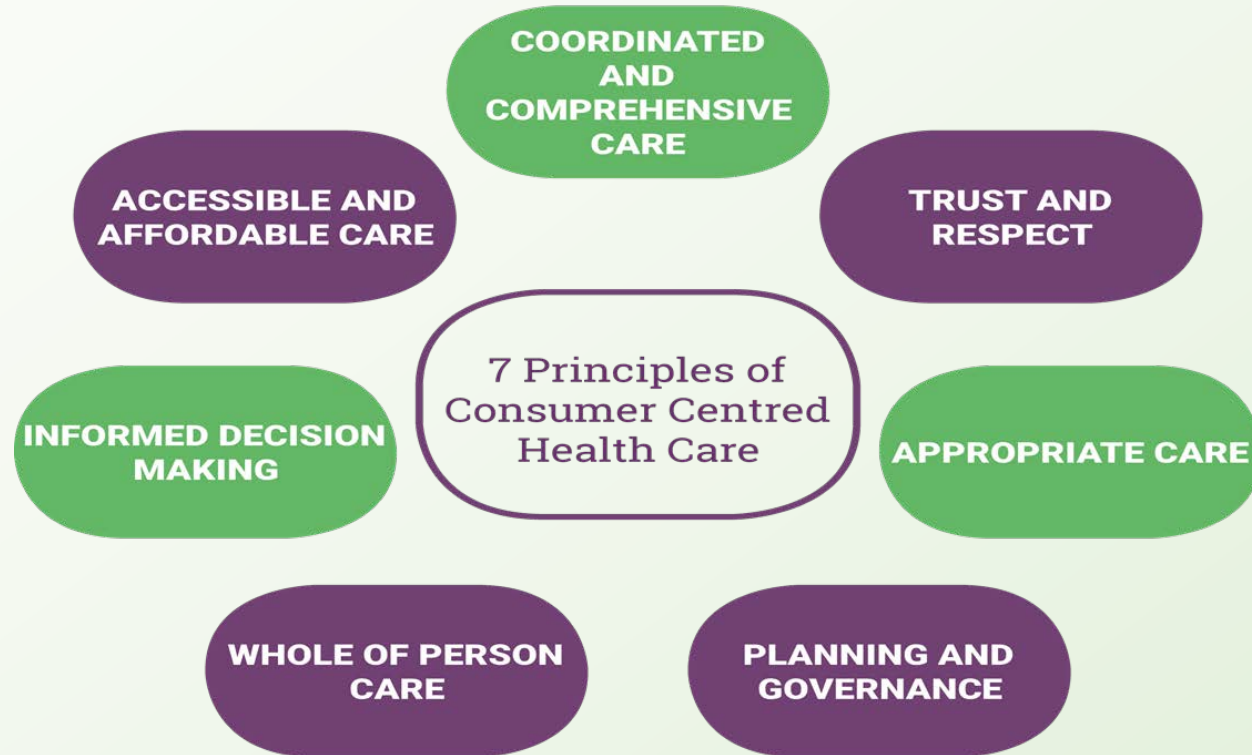 COORDINATED
AND
COMPREHENSIVE
CARE
ACCESSIBLE AND
AFFORDABLE CARE
TRUST AND
RESPECT
7 Principles of
Consumer Centred
Health Care
INFORMED DECISION
MAKING
APPROPRIATE CARE
WHOLE OF PERSON
CARE
PLANNING AND
GOVERNANCE